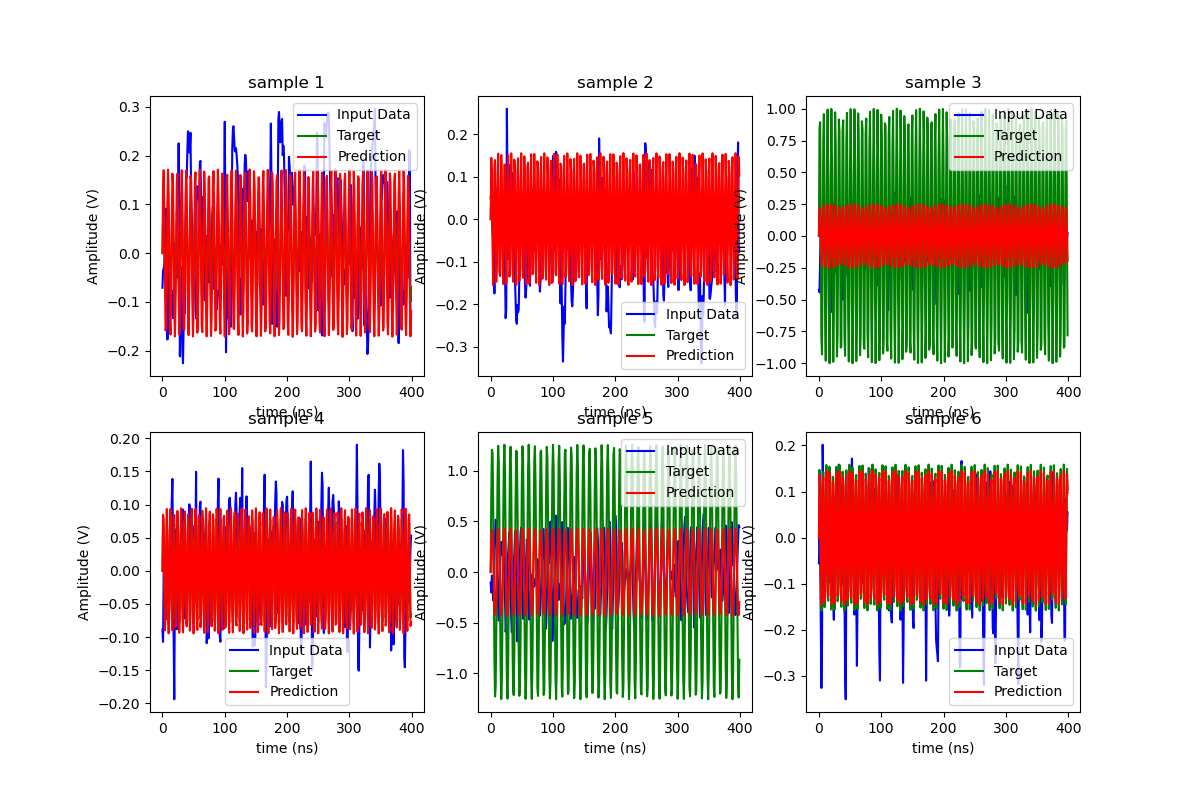 sample 1
0.3
0.2
0.1
0.0
−0.1
−0.2
Amplitude (V)
Input Data
Target
Prediction
0 100 200 300 400
time (ns)
sample 2
0.2
0.1
0.0
−0.1
−0.2
−0.3
Amplitude (V)
Input Data
Target
Prediction
0 100 200 300 400
time (ns)
sample 3
1.00
0.75
0.50
0.25
0.00
−0.25
−0.50
−0.75
−1.00
Amplitude (V)
Input Data
Target
Prediction
0 100 200 300 400
time (ns)
sample 4
0.20
0.15
0.10
0.05
0.00
−0.05
−0.10
−0.15
−0.20
Amplitude (V)
Input Data
Target
Prediction
0 100 200 300 400
time (ns)
sample 5
1.0
0.5
0.0
−0.5
−1.0
Amplitude (V)
Input Data
Target
Prediction
0 100 200 300 400
time (ns)
sample 6
0.2
0.1
0.0
−0.1
−0.2
−0.3
Amplitude (V)
Input Data
Target
Prediction
0 100 200 300 400
time (ns)